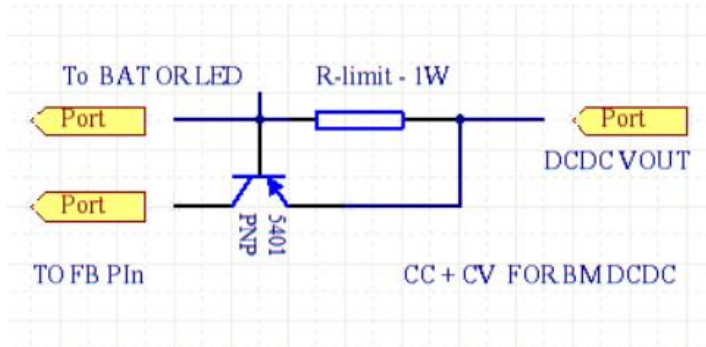 To BAT OR LED
R-limit - 1W
Port
Port
DCDC VOUT
Port
5401
PNP
TO FB PIn
CC + CV FOR BM DCDC